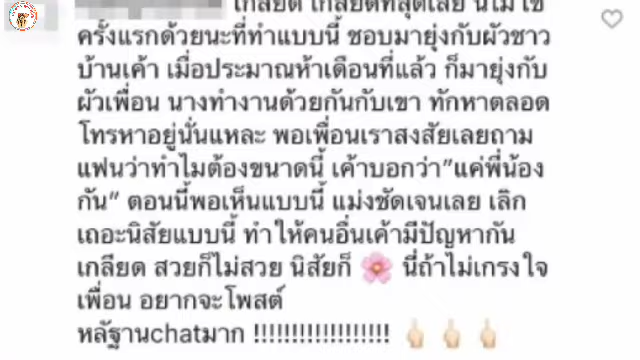 เกลียด เกลียดที่สุดเลย นี่ไม่ใช่
ครั้งแรกด้วยนะที่ทำแบบนี้ ชอบมายุ่งกับผัวชาว
บ้านเค้า เมื่อประมาณห้าเดือนที่แล้ว ก็มายุ่งกับ
ผัวเพื่อน นางทำงานด้วยกันกับเขา ทักหาตลอด
โทรหาอยู่นั่นแหละ พอเพื่อนเราสงสัยเลยถาม
แฟนว่าทำไมต้องขนาดนี้ เค้าบอกว่า"แค่พี่น้อง
กัน" ตอนนี้พอเห็นแบบนี้ แม่งชัดเจนเลย เลิก
เถอะนิสัยแบบนี้ ทำให้คนอื่นเค้ามีปัญหากัน
เกลียด สวยก็ไม่สวย นิสัยก็ 🌸 นี่ถ้าไม่เกรงใจ
เพื่อน อยากจะโพสต์
หลัฐานchatมาก !!!!!!!!!!!!!!!!!!! 👆🏻 👆🏻 👆🏻